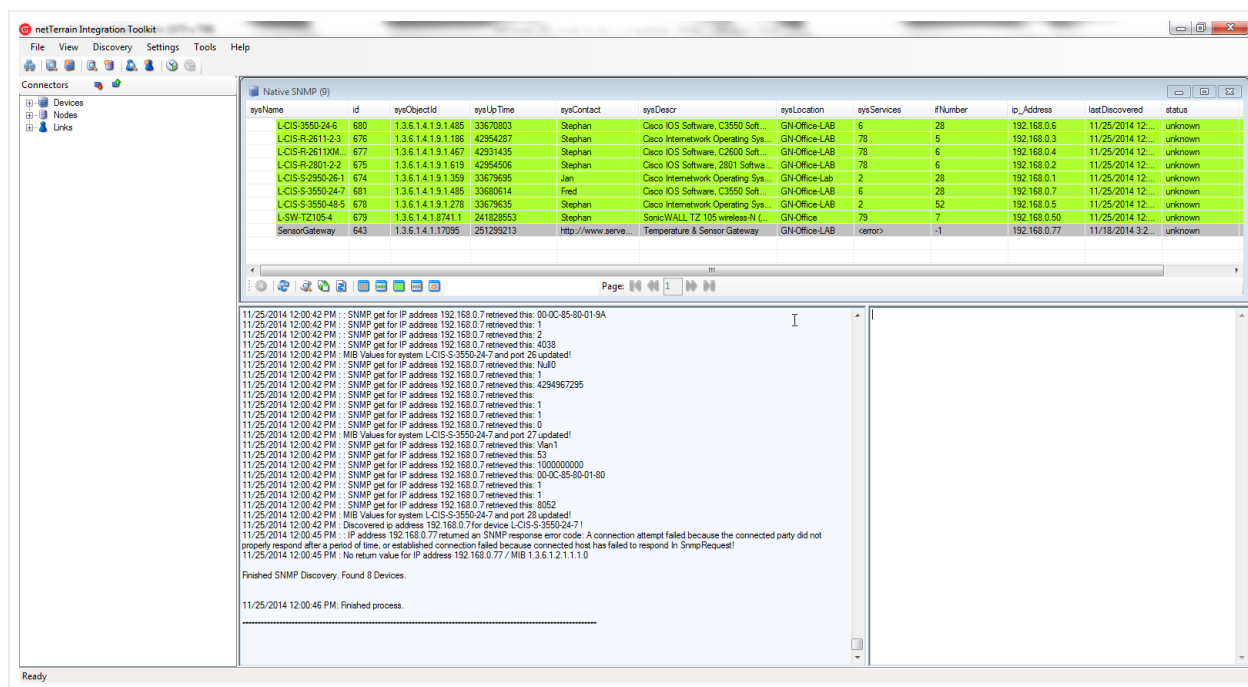 netTerrain Integration Toolkit
File View Discovery Settings Tools Help
Connectors
Devices
Nodes
Links
Native SNMP (9)
sysName id sysObjectId sysUpTime sysContact sysDescr sysLocation sysServices ifNumber ip_Address lastDiscovered status
L-CIS-3550-24-6 680 1.3.6.1.4.1.9.1.485 33670803 Stephan Cisco IOS Software, C3550 Soft... GN-Office-LAB 6 28 192.168.0.6 11/25/2014 12:... unknown
L-CIS-R-2611-2-3 676 1.3.6.1.4.1.9.1.186 42954287 Stephan Cisco Internetwork Operating Sys... GN-Office-LAB 78 5 192.168.0.3 11/25/2014 12:... unknown
L-CIS-R-2611XM... 677 1.3.6.1.4.1.9.1.467 42931435 Stephan Cisco IOS Software, C2600 Soft... GN-Office-LAB 78 6 192.168.0.4 11/25/2014 12:... unknown
L-CIS-R-2801-2-2 675 1.3.6.1.4.1.9.1.619 42954506 Stephan Cisco IOS Software, 2801 Softwa... GN-Office-LAB 78 6 192.168.0.2 11/25/2014 12:... unknown
L-CIS-S-2950-26-1 674 1.3.6.1.4.1.9.1.359 33679695 Jan Cisco Internetwork Operating Sys... GN-Office-Lab 2 28 192.168.0.1 11/25/2014 12:... unknown
L-CIS-S-3550-24-7 681 1.3.6.1.4.1.9.1.485 33680614 Fred Cisco IOS Software, C3550 Soft... GN-Office-LAB 6 28 192.168.0.7 11/25/2014 12:... unknown
L-CIS-S-3550-48-5 678 1.3.6.1.4.1.9.1.278 33679635 Stephan Cisco Internetwork Operating Sys... GN-Office-LAB 2 52 192.168.0.5 11/25/2014 12:... unknown
L-SW-TZ105-4 679 1.3.6.1.4.1.8741.1 241828553 Stephan SonicWALL TZ 105 wireless-N (... GN-Office 79 7 192.168.0.50 11/25/2014 12:... unknown
SensorGateway 643 1.3.6.1.4.1.17095 251299213 http://www.serve... Temperature & Sensor Gateway GN-Office-LAB <error> -1 192.168.0.77 11/18/2014 3:2... unknown
Page: 1
11/25/2014 12:00:42 PM : : SNMP get for IP address 192.168.0.7 retrieved this: 00-0C-85-80-01-9A
11/25/2014 12:00:42 PM : : SNMP get for IP address 192.168.0.7 retrieved this: 1
11/25/2014 12:00:42 PM : : SNMP get for IP address 192.168.0.7 retrieved this: 2
11/25/2014 12:00:42 PM : : SNMP get for IP address 192.168.0.7 retrieved this: 4038
11/25/2014 12:00:42 PM : MIB Values for system L-CIS-S-3550-24-7 and port 26 updated!
11/25/2014 12:00:42 PM : : SNMP get for IP address 192.168.0.7 retrieved this: Null0
11/25/2014 12:00:42 PM : : SNMP get for IP address 192.168.0.7 retrieved this: 1
11/25/2014 12:00:42 PM : : SNMP get for IP address 192.168.0.7 retrieved this: 4294967295
11/25/2014 12:00:42 PM : : SNMP get for IP address 192.168.0.7 retrieved this:
11/25/2014 12:00:42 PM : : SNMP get for IP address 192.168.0.7 retrieved this: 1
11/25/2014 12:00:42 PM : : SNMP get for IP address 192.168.0.7 retrieved this: 1
11/25/2014 12:00:42 PM : : SNMP get for IP address 192.168.0.7 retrieved this: 0
11/25/2014 12:00:42 PM : MIB Values for system L-CIS-S-3550-24-7 and port 27 updated!
11/25/2014 12:00:42 PM : : SNMP get for IP address 192.168.0.7 retrieved this: Vlan1
11/25/2014 12:00:42 PM : : SNMP get for IP address 192.168.0.7 retrieved this: 53
11/25/2014 12:00:42 PM : : SNMP get for IP address 192.168.0.7 retrieved this: 1000000000
11/25/2014 12:00:42 PM : : SNMP get for IP address 192.168.0.7 retrieved this: 00-0C-85-80-01-80
11/25/2014 12:00:42 PM : : SNMP get for IP address 192.168.0.7 retrieved this: 1
11/25/2014 12:00:42 PM : : SNMP get for IP address 192.168.0.7 retrieved this: 1
11/25/2014 12:00:42 PM : : SNMP get for IP address 192.168.0.7 retrieved this: 8052
11/25/2014 12:00:42 PM : MIB Values for system L-CIS-S-3550-24-7 and port 28 updated!
11/25/2014 12:00:42 PM : Discovered ip address 192.168.0.7 for device L-CIS-S-3550-24-7 !
11/25/2014 12:00:45 PM : : IP address 192.168.0.77 returned an SNMP response error code: A connection attempt failed because the connected party did not
properly respond after a period of time, or established connection failed because connected host has failed to respond In SnmpRequest!
11/25/2014 12:00:45 PM : No return value for IP address 192.168.0.77 / MIB 1.3.6.1.2.1.1.1.0
Finished SNMP Discovery. Found 8 Devices.
11/25/2014 12:00:46 PM: Finished process.
Ready